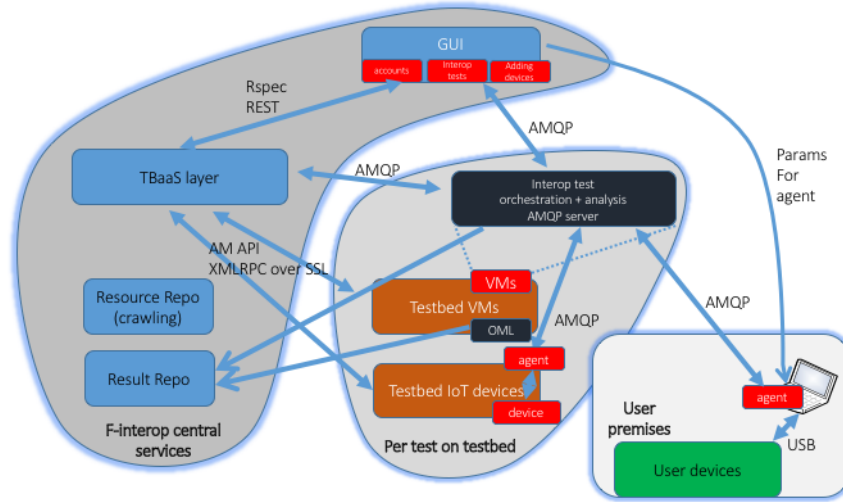 GUI
accounts
Interop
tests
Adding
devices
Rspec
REST
AMQP
Params
For
agent
TBaaS layer
AMQP
Interop test
orchestration + analysis
AMQP server
AM API
XMLRPC over SSL
VMs
Testbed VMs
OML
Resource Repo
(crawling)
AMQP
AMQP
agent
Result Repo
Testbed IoT devices
device
agent
User
premises
USB
F-interop central
services
Per test on testbed
User devices